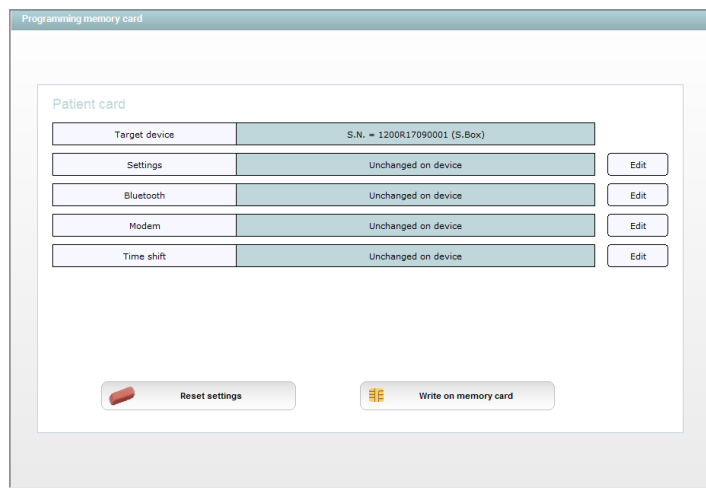 Programming memory card
Patient card
Target device S.N. = 1200R17090001 (S.Box)
Settings Unchanged on device Edit
Bluetooth Unchanged on device Edit
Modem Unchanged on device Edit
Time shift Unchanged on device Edit
Reset settings Write on memory card